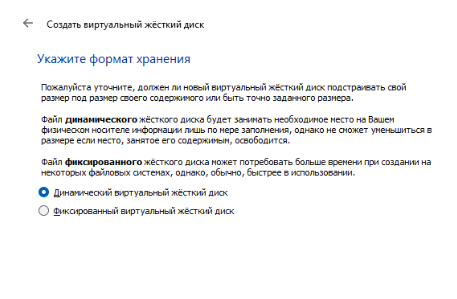 Создать виртуальный жёсткий диск
Укажите формат хранения
Пожалуйста уточните, должен ли новый виртуальный жёсткий диск подстраивать свой
размер под размер своего содержимого или быть точно заданного размера.
Файл динамического жёсткого диска будет занимать необходимое место на Вашем
физическом носителе информации лишь по мере заполнения, однако не сможет уменьшиться в
размере если место, занятое его содержимым, освободится.
Файл фиксированного жёсткого диска может потребовать больше времени при создании на
некоторых файловых системах, однако, обычно, быстрее в использовании.
Динамический виртуальный жёсткий диск
Фиксированный виртуальный жёсткий диск